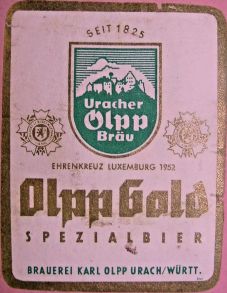 SEIT 1825
Uracher
Olpp
Bräu
EHRENKREUZ LUXEMBURG 1952
Olpp Gold
SPEZIALBIER
BRAUEREI KARL OLPP URACH/WÜRTT.